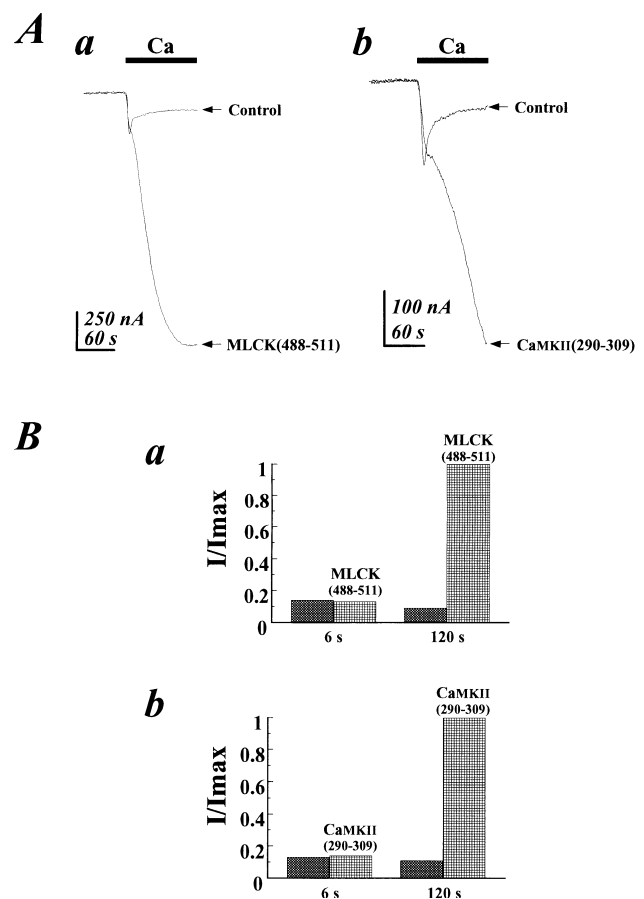 A
a
Ca
Control
250 nA
60 s
MLCK(488-511)
b
Ca
Control
100 nA
60 s
CaMKII(290-309)
B
a
I/Imax
1
0.8
0.6
0.4
0.2
0
MLCK
(488-511)
MLCK
(488-511)
6 s
120 s
b
I/Imax
1
0.8
0.6
0.4
0.2
0
CaMKII
(290-309)
CaMKII
(290-309)
6 s
120 s